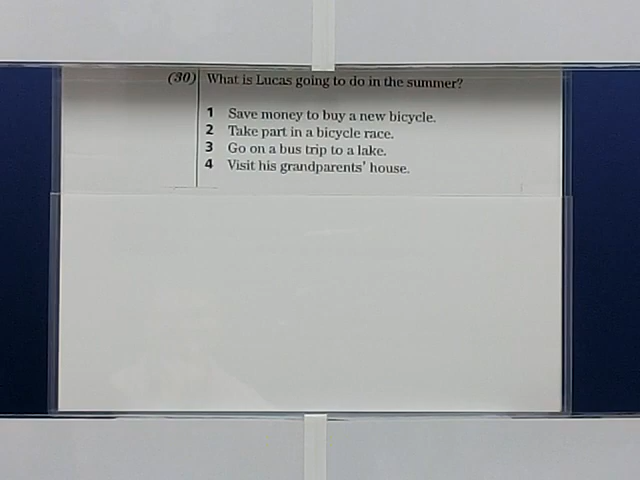 (30) What is Lucas going to do in the summer?
1 Save money to buy a new bicycle.
2 Take part in a bicycle race.
3 Go on a bus trip to a lake.
4 Visit his grandparents' house.